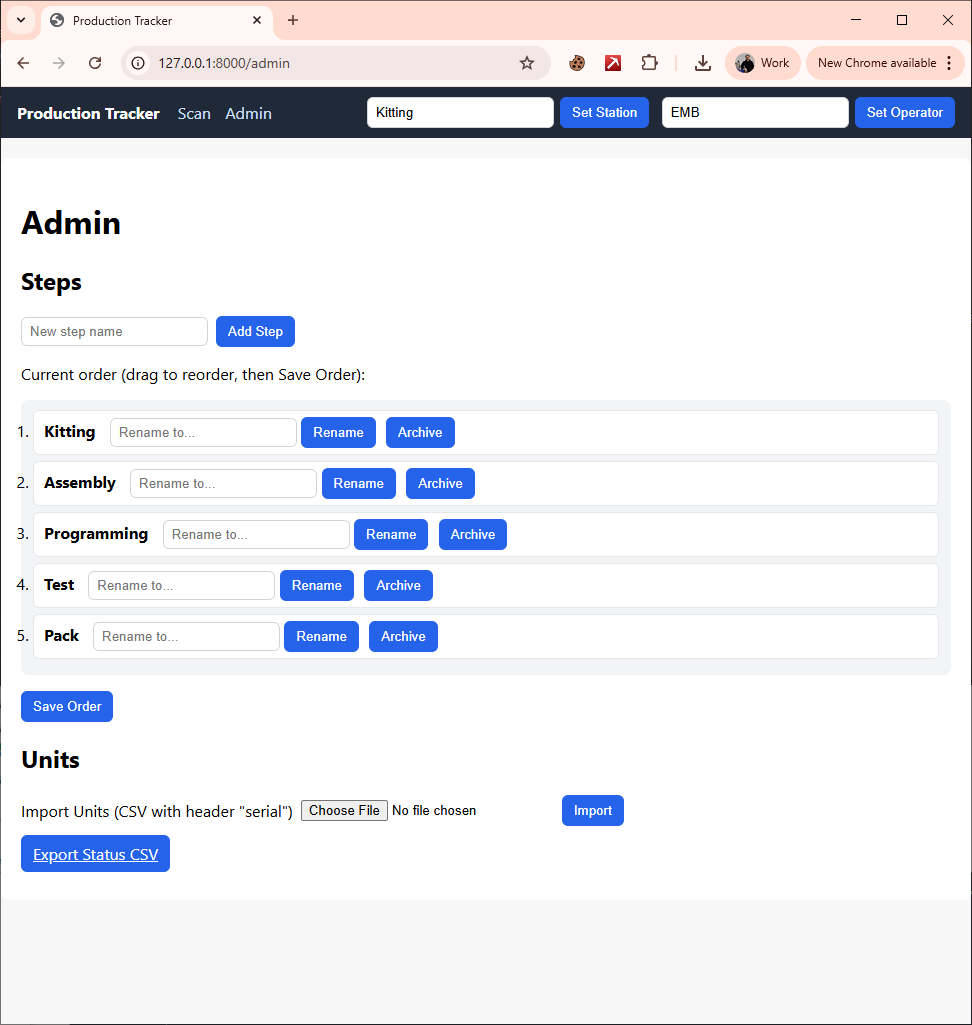 Production Tracker
127.0.0.1:8000/admin
Work
New Chrome available
Production Tracker Scan Admin Kitting Set Station EMB Set Operator
Admin
Steps
New step name Add Step
Current order (drag to reorder, then Save Order):
1. Kitting Rename to... Rename Archive
2. Assembly Rename to... Rename Archive
3. Programming Rename to... Rename Archive
4. Test Rename to... Rename Archive
5. Pack Rename to... Rename Archive
Save Order
Units
Import Units (CSV with header "serial") Choose File No file chosen Import
Export Status CSV